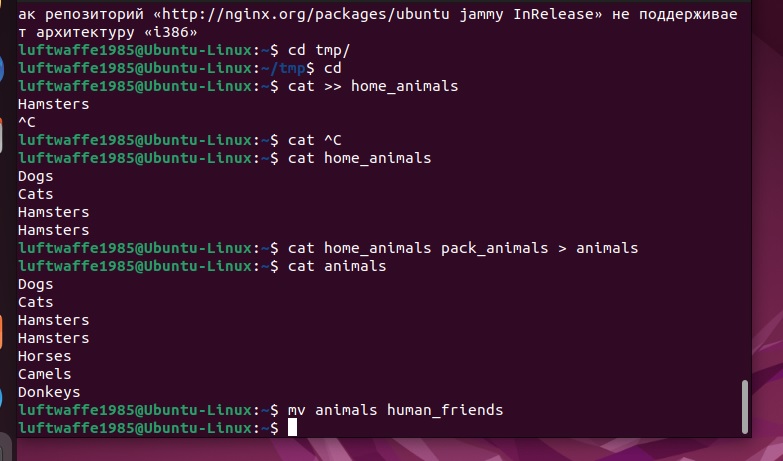 ак репозиторий «http://nginx.org/packages/ubuntu jammy InRelease» не поддерживае
т архитектуру «i386»
luftwaffe1985@Ubuntu-Linux:~$ cd tmp/
luftwaffe1985@Ubuntu-Linux:~/tmp$ cd
luftwaffe1985@Ubuntu-Linux:~$ cat >> home_animals
Hamsters
^C
luftwaffe1985@Ubuntu-Linux:~$ cat ^C
luftwaffe1985@Ubuntu-Linux:~$ cat home_animals
Dogs
Cats
Hamsters
Hamsters
luftwaffe1985@Ubuntu-Linux:~$ cat home_animals pack_animals > animals
luftwaffe1985@Ubuntu-Linux:~$ cat animals
Dogs
Cats
Hamsters
Hamsters
Horses
Camels
Donkeys
luftwaffe1985@Ubuntu-Linux:~$ mv animals human_friends
luftwaffe1985@Ubuntu-Linux:~$